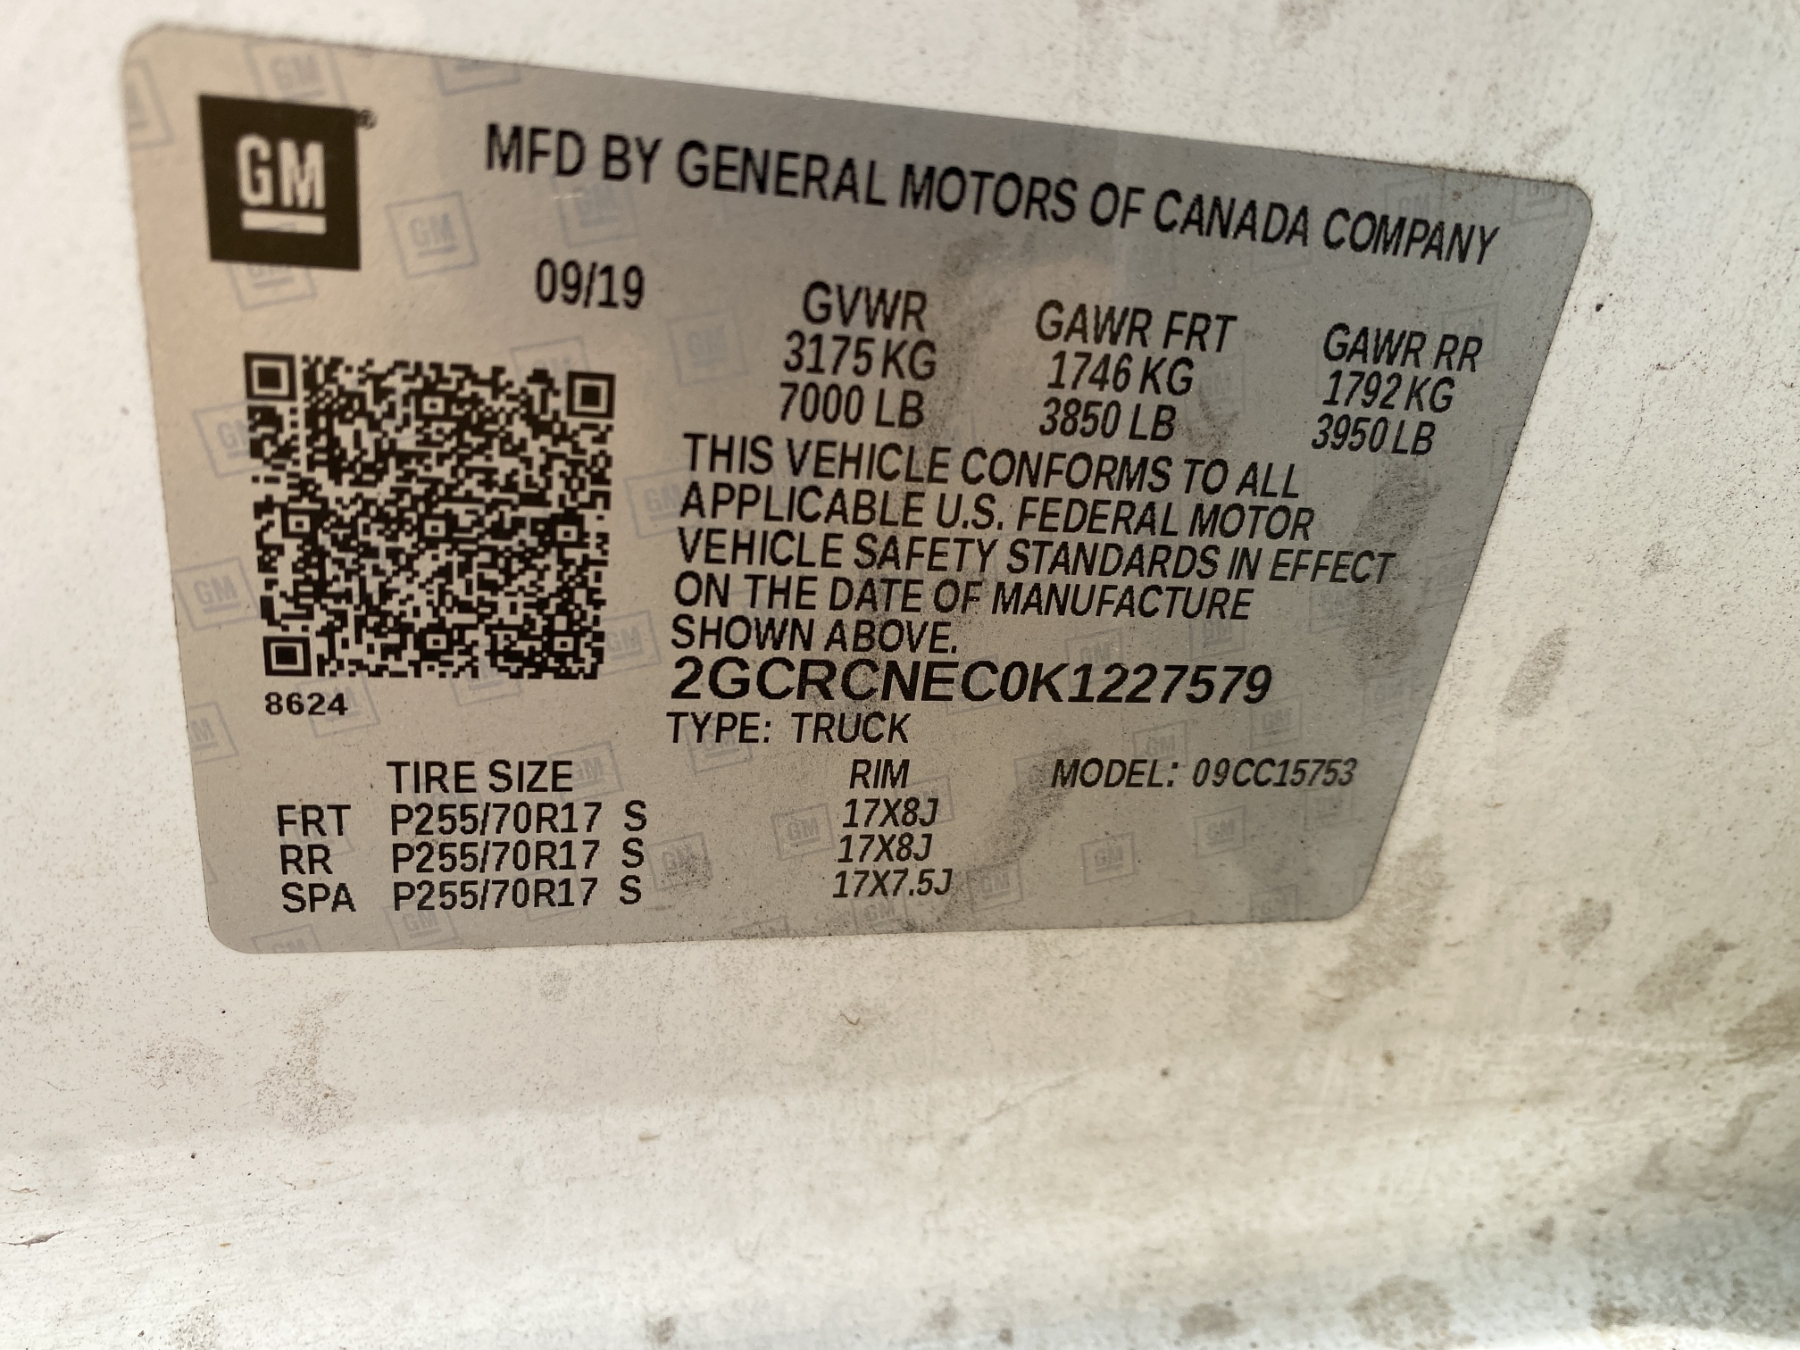 GM®
MFD BY GENERAL MOTORS OF CANADA COMPANY
09/19
GVWR GAWR FRT GAWR RR
3175 KG 1746 KG 1792 KG
7000 LB 3850 LB 3950 LB
THIS VEHICLE CONFORMS TO ALL
APPLICABLE U.S. FEDERAL MOTOR
VEHICLE SAFETY STANDARDS IN EFFECT
ON THE DATE OF MANUFACTURE
SHOWN ABOVE.
2GCRCNEC0K1227579
8624
TYPE: TRUCK
TIRE SIZE RIM MODEL: 09CC15753
FRT P255/70R17 S 17X8J
RR P255/70R17 S 17X8J
SPA P255/70R17 S 17X7.5J